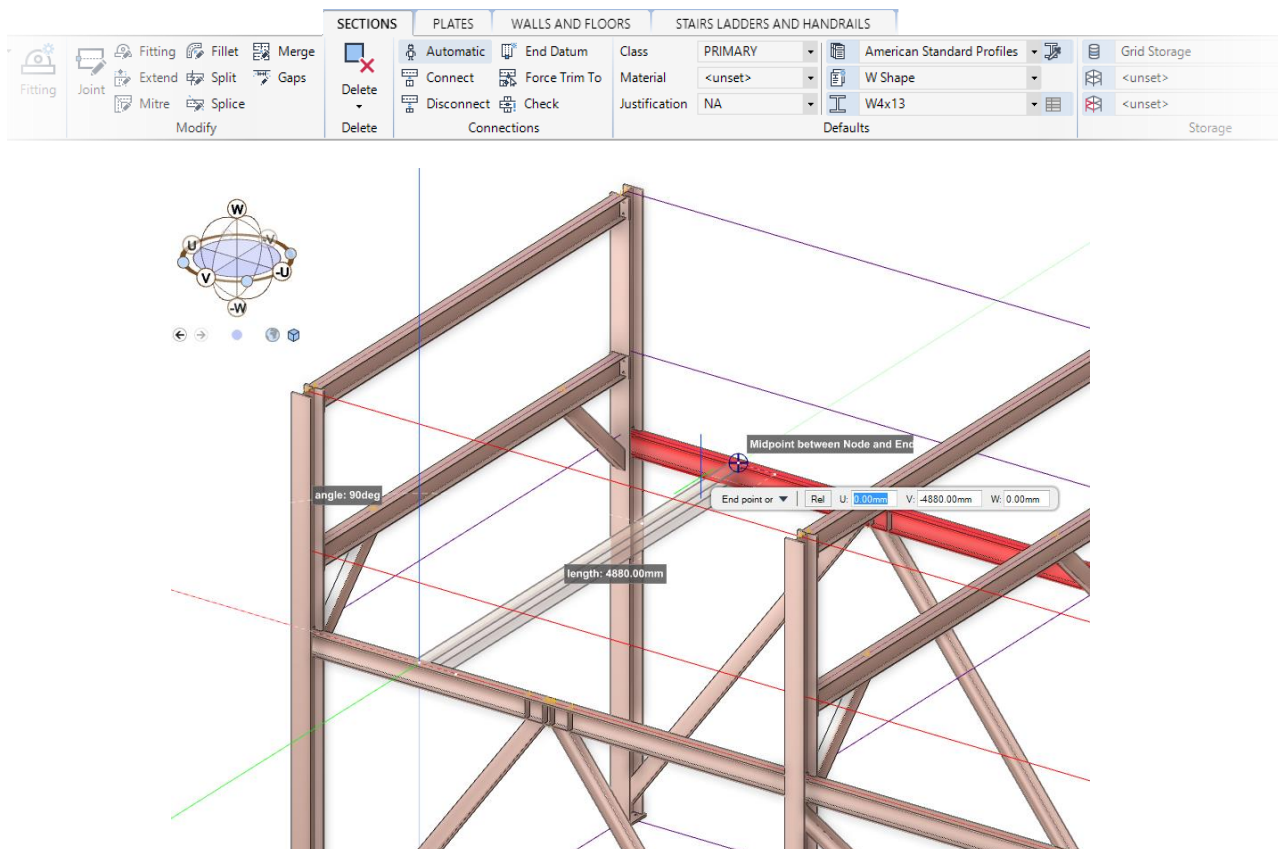 SECTIONS PLATES WALLS AND FLOORS STAIRS LADDERS AND HANDRAILS
Fitting Fillet Merge Automatic End Datum Class PRIMARY American Standard Profiles Grid Storage
Fitting Joint Extend Split Gaps Delete Connect Force Trim To Material <unset> W Shape <unset>
Mitre Splice Disconnect Check Justification NA W4x13 <unset>
Modify Delete Connections Defaults Storage
W
U -V
V -U
-W
Midpoint between Node and End
angle: 90deg
End point or Rel U: 0.00mm V: -4880.00mm W: 0.00mm
length: 4880.00mm